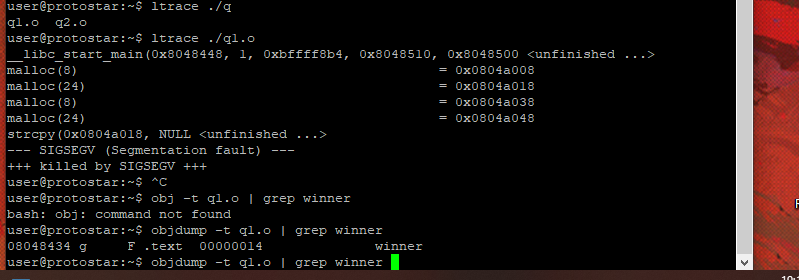 user@protostar:~$ ltrace ./q
q1.o  q2.o
user@protostar:~$ ltrace ./q1.o
__libc_start_main(0x8048448, 1, 0xbffff8b4, 0x8048510, 0x8048500 <unfinished ...>
malloc(8)                                        = 0x0804a008
malloc(24)                                       = 0x0804a018
malloc(8)                                        = 0x0804a038
malloc(24)                                       = 0x0804a048
strcpy(0x0804a018, NULL <unfinished ...>
--- SIGSEGV (Segmentation fault) ---
+++ killed by SIGSEGV +++
user@protostar:~$ ^C
user@protostar:~$ obj -t q1.o | grep winner
bash: obj: command not found
user@protostar:~$ objdump -t q1.o | grep winner
08048434 g     F .text  00000014              winner
user@protostar:~$ objdump -t q1.o | grep winner